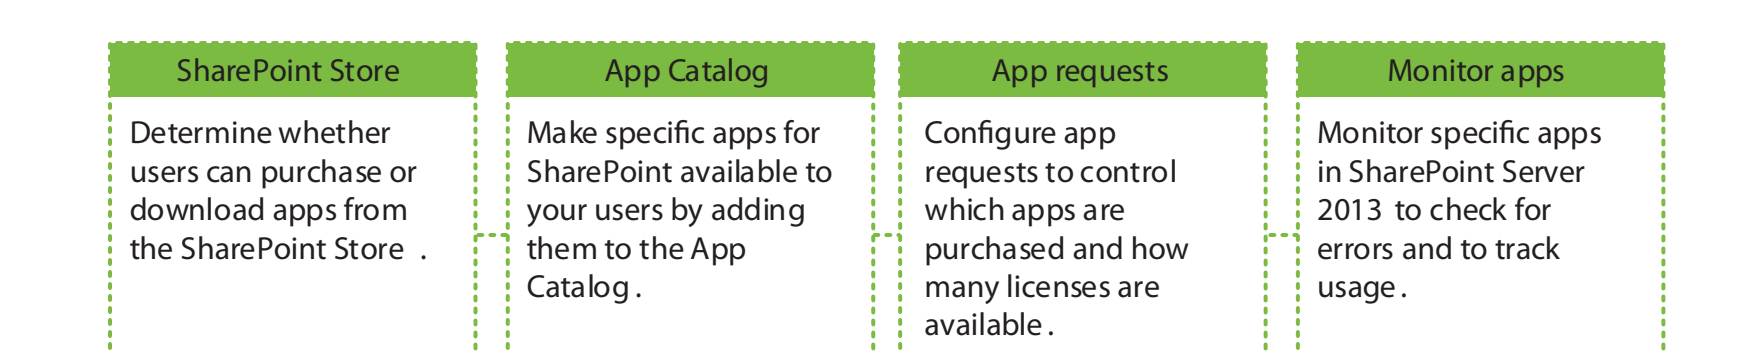 SharePoint Store
Determine whether
users can purchase or
download apps from
the SharePoint Store .
App Catalog
Make specific apps for
SharePoint available to
your users by adding
them to the App
Catalog .
App requests
Configure app
requests to control
which apps are
purchased and how
many licenses are
available .
Monitor apps
Monitor specific apps
in SharePoint Server
2013 to check for
errors and to track
usage .